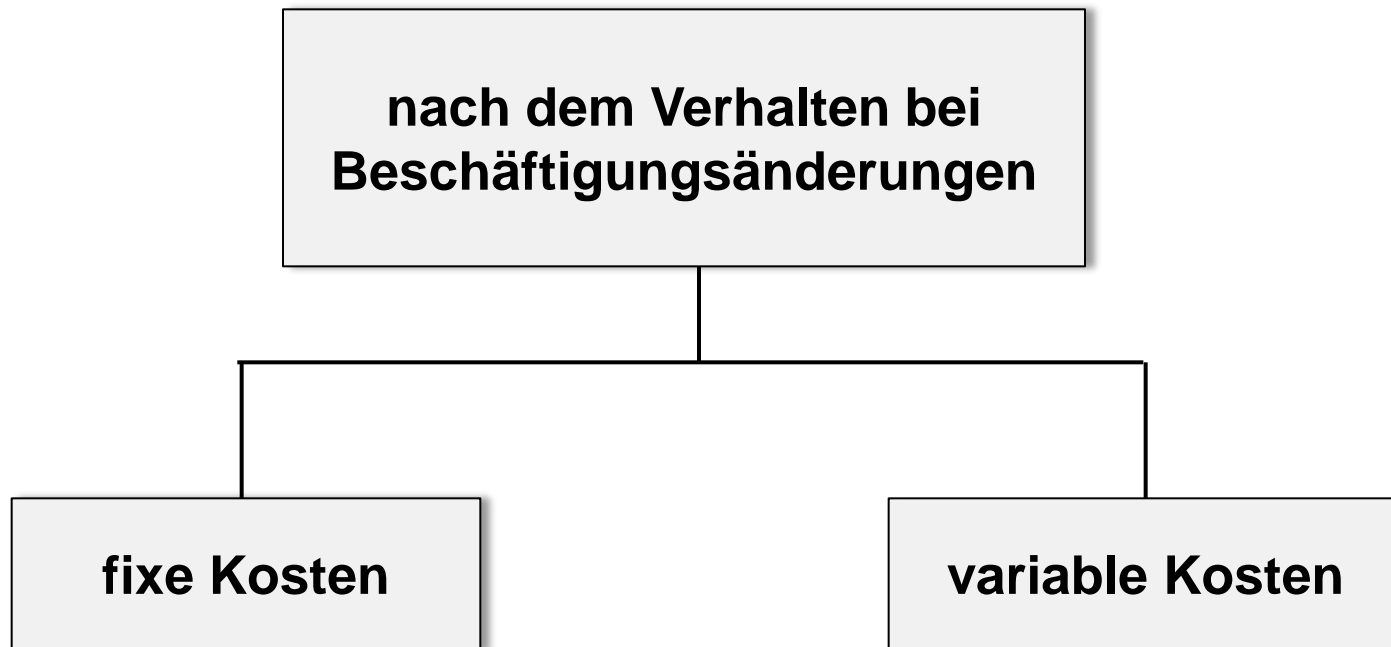 nach dem Verhalten bei
Beschäftigungsänderungen
fixe Kosten
variable Kosten